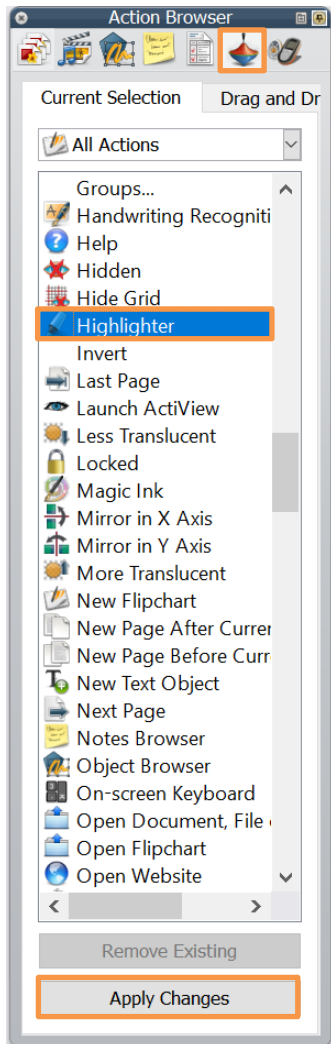 Action Browser
Current Selection
Drag and Dr
All Actions
Groups...
Handwriting Recogniti
Help
Hidden
Hide Grid
Highlighter
Invert
Last Page
Launch ActiView
Less Translucent
Locked
Magic Ink
Mirror in X Axis
Mirror in Y Axis
More Translucent
New Flipchart
New Page After Currer
New Page Before Curr
New Text Object
Next Page
Notes Browser
Object Browser
On-screen Keyboard
Open Document, File
Open Flipchart
Open Website
Remove Existing
Apply Changes